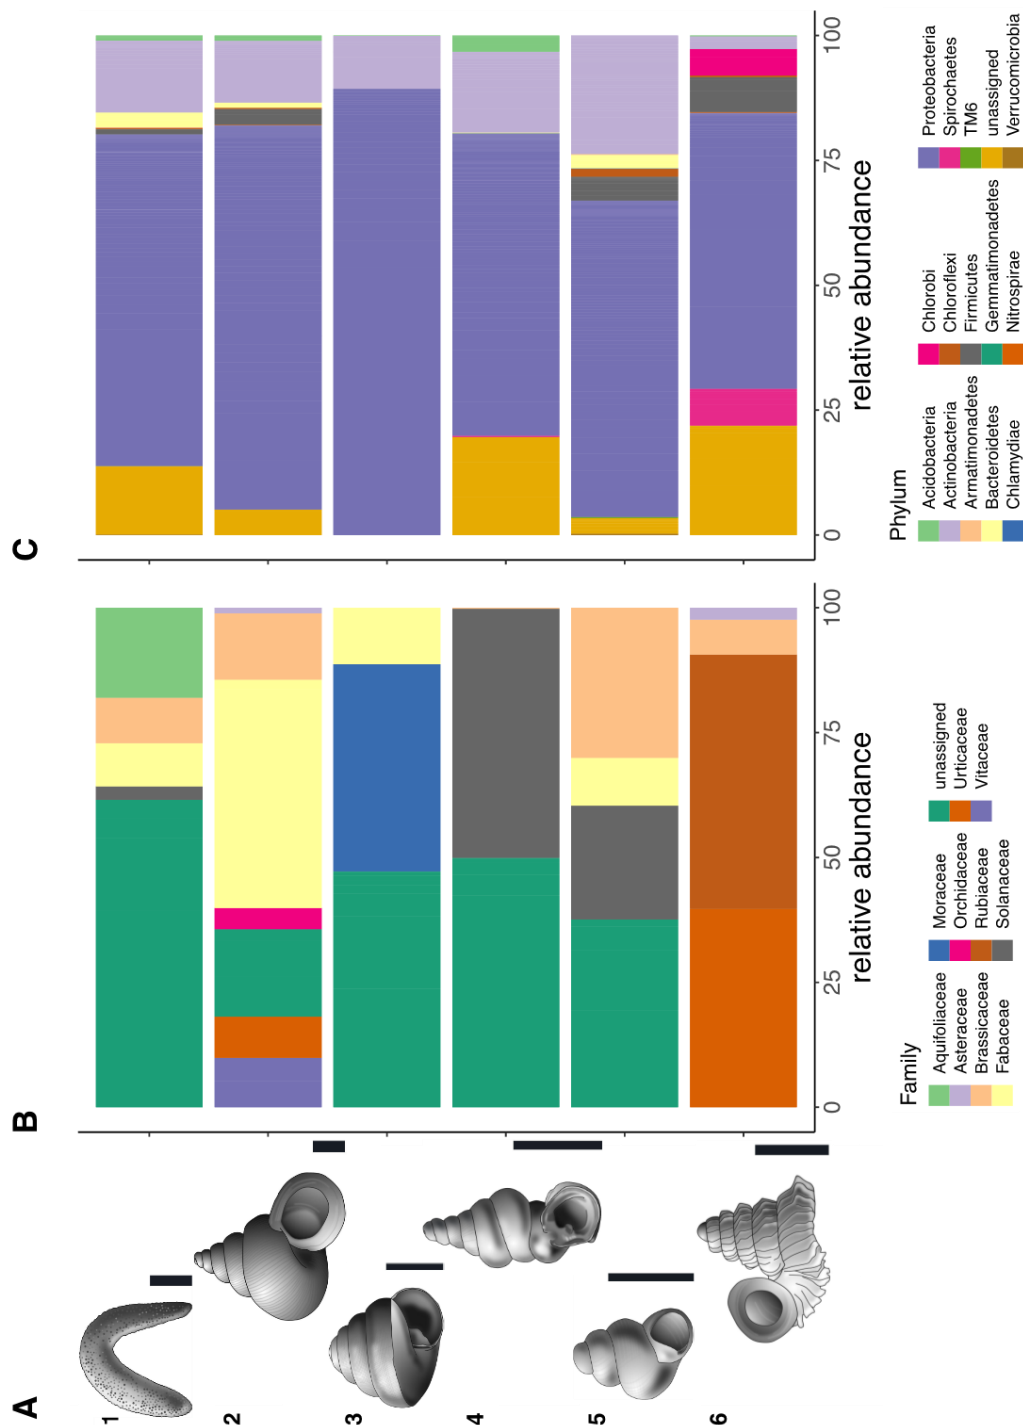 A
1
2
3
4
5
6
B
0
25
50
75
100
relative abundance
Family
Aquifoliaceae
Asteraceae
Brassicaceae
Fabaceae
Moraceae
Orchidaceae
Rubiaceae
Solanaceae
unassigned
Urticaceae
Vitaceae
C
0
25
50
75
100
relative abundance
Phylum
Acidobacteria
Actinobacteria
Armatimonadetes
Bacteroidetes
Chlamydiae
Chlorobi
Chloroflexi
Firmicutes
Gemmatimonadetes
Nitrospirae
Proteobacteria
Spirochaetes
TM6
unassigned
Verrucomicrobia